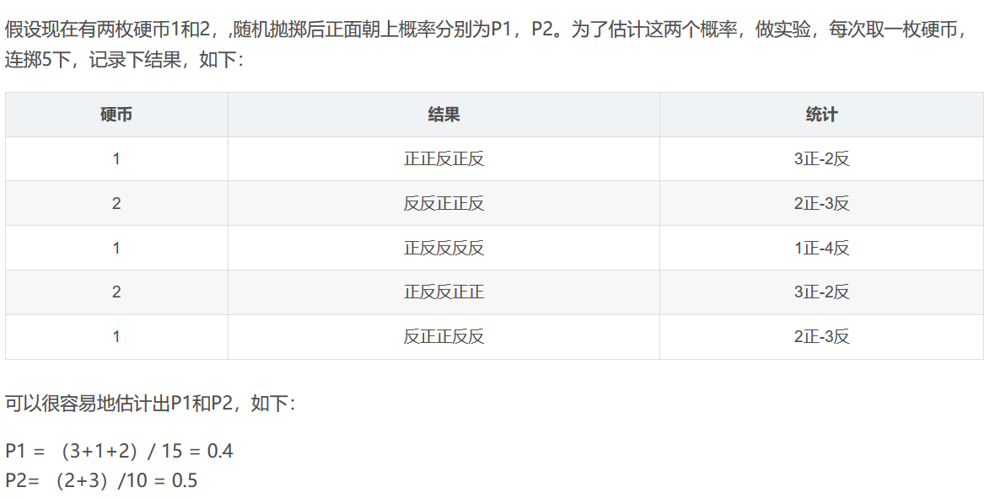 假设现在有两枚硬币1和2，,随机抛掷后正面朝上概率分别为P1，P2。为了估计这两个概率，做实验，每次取一枚硬币，
连掷5下，记录下结果，如下：
硬币 结果 统计
1 正正反正反 3正-2反
2 反反正正反 2正-3反
1 正反反反反 1正-4反
2 正反反正正 3正-2反
1 反正正反反 2正-3反
可以很容易地估计出P1和P2，如下：
P1 = （3+1+2）/ 15 = 0.4
P2= （2+3）/10 = 0.5